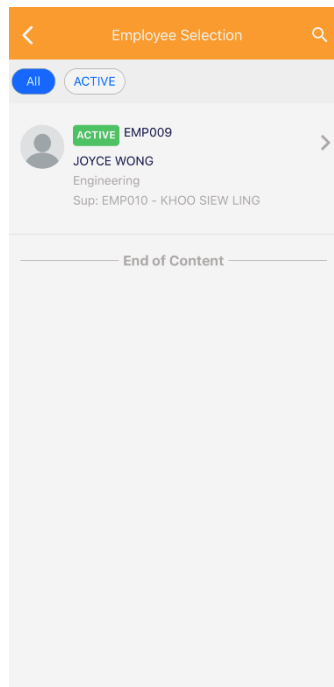 Employee Selection
All ACTIVE
ACTIVE EMP009
JOYCE WONG
Engineering
Sup: EMP010 - KHOO SIEW LING
End of Content